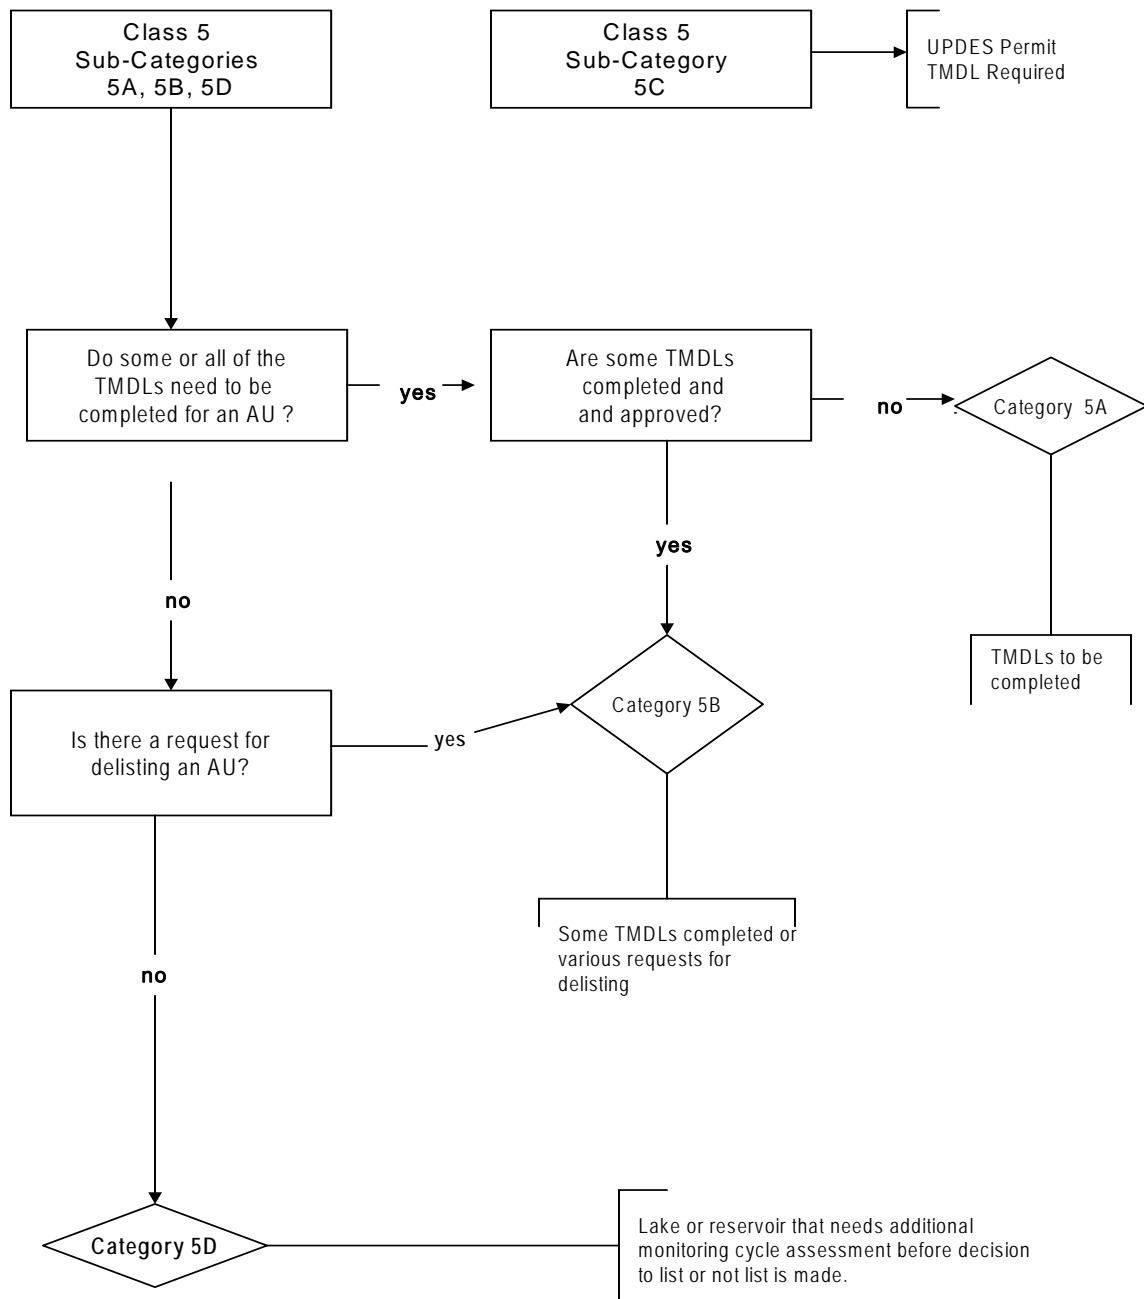 Class 5
Sub-Categories
5A, 5B, 5D
Class 5
Sub-Category
5C
UPDES Permit
TMDL Required
Do some or all of the
TMDLs need to be
completed for an AU ?
yes
Are some TMDLs
completed and
and approved?
no
.
Category 5A
yes
no
TMDLs to be
completed
Is there a request for
delisting an AU?
yes
Category 5B
Some TMDLs completed or
various requests for
delisting
no
Category 5D
Lake or reservoir that needs additional
monitoring cycle assessment before decision
to list or not list is made.